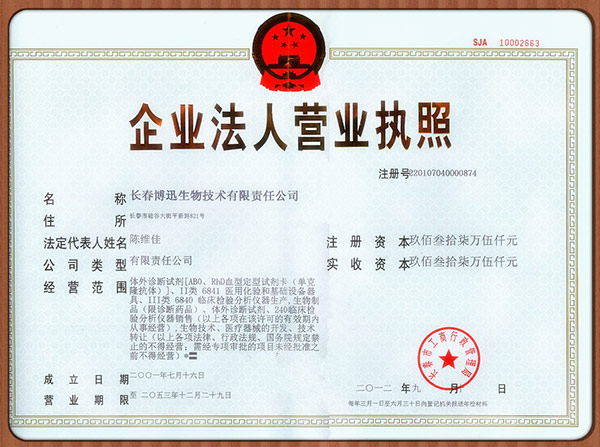 SJA 10002663
企业法人营业执照
注册号220107040000874
名称 长春博迅生物技术有限责任公司
住所 长春市硅谷大街平新路821号
法定代表人姓名 陈维佳
注册资本 玖佰叁拾柒万伍仟元
公司类型 有限责任公司
实收资本 玖佰叁拾柒万伍仟元
经营范围 体外诊断试剂[ABO、RhD血型定型试剂卡（单克
隆抗体）]、II类 6841 医用化验和基础设备器
具、III类 6840 临床检验分析仪器生产,生物制
品（限诊断药品）、体外诊断试剂、240临床检
验分析仪器销售（以上各项在该许可的有效期内
从事经营）,生物技术、医疗器械的开发、技术
转让（以上各项法律、行政法规、国务院规定禁
止的不得经营，需经专项审批的项目未经批准之
前不得经营）*
长春市工商行政管理局
成立日期 二〇〇一年七月十六日
二〇一二年九月 日
营业期限 至二〇五三年十二月二十九日
每年三月一日至六月三十日向登记机关报送年检材料